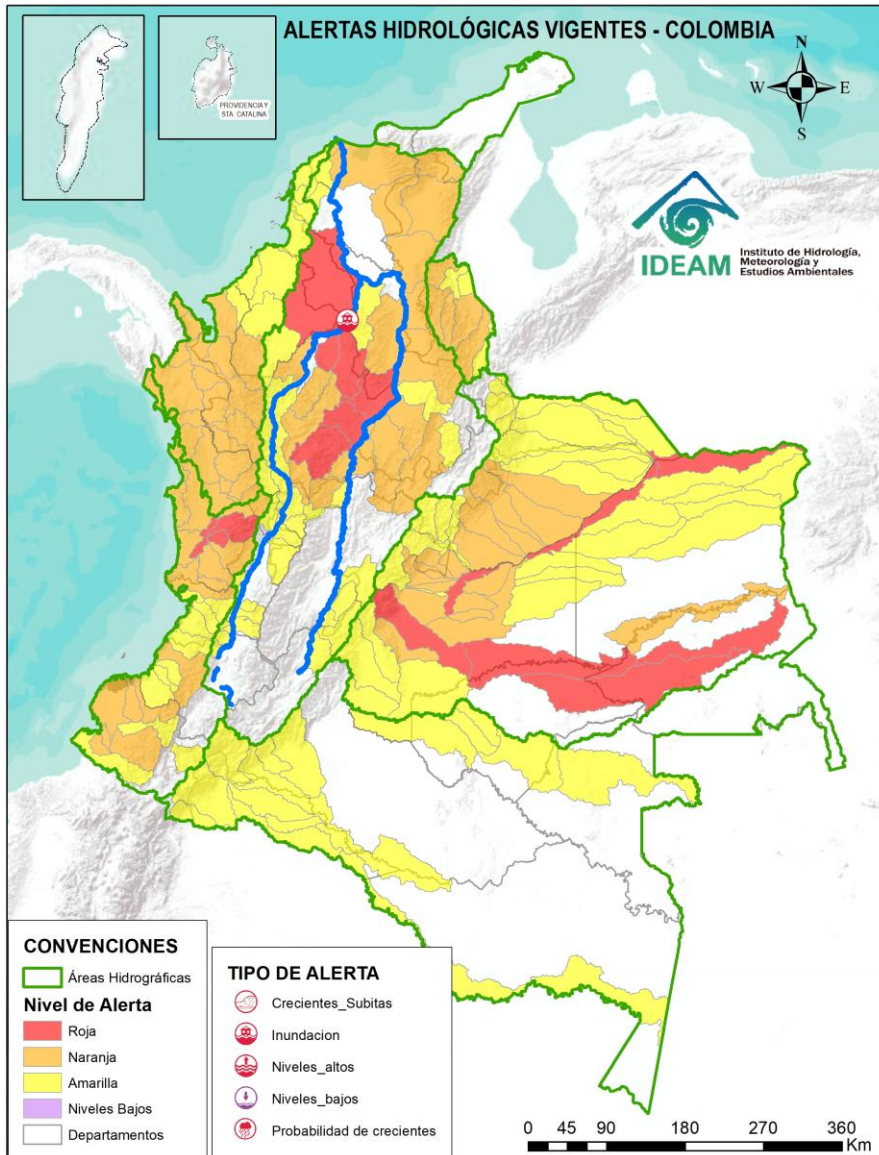 ALERTAS HIDROLÓGICAS VIGENTES - COLOMBIA
PROVIDENCIA Y
STA. CATALINA
N
W
E
S
IDEAM
Instituto de Hidrología,
Meteorología y
Estudios Ambientales
CONVENCIONES
Áreas Hidrográficas
Nivel de Alerta
Roja
Naranja
Amarilla
Niveles Bajos
Departamentos
TIPO DE ALERTA
Crecientes_Subitas
Inundacion
Niveles_altos
Niveles_bajos
Probabilidad de crecientes
0 45 90 180 270 360
Km